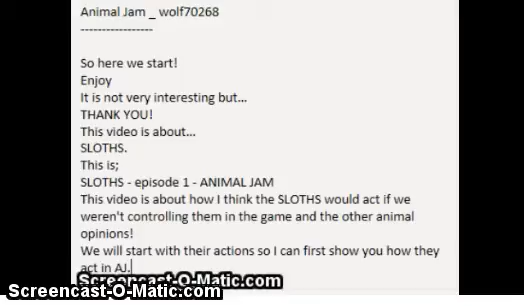 Animal Jam _ wolf70268
-----------------
So here we start!
Enjoy
It is not very interesting but...
THANK YOU!
This video is about...
SLOTHS.
This is;
SLOTHS - episode 1 - ANIMAL JAM
This video is about how I think the SLOTHS would act if we
weren't controlling them in the game and the other animal
opinions!
We will start with their actions so I can first show you how they
act in AJ.
Screencast-O-Matic.com
Screencast-O-Matic.com